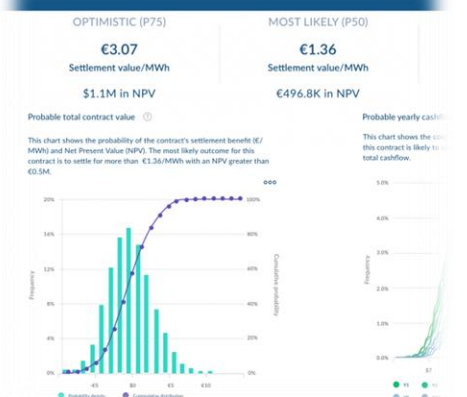 OPTIMISTIC (P75)
MOST LIKELY (P50)
€3.07
€1.36
Settlement value/MWh
Settlement value/MWh
$1.1M in NPV
€496.8K in NPV
Probable total contract value ?
This chart shows the probability of the contract's settlement benefit (€/
MWh) and Net Present Value (NPV). The most likely outcome for this
contract is to settle for more than €1.36/MWh with an NPV greater than
€0.5M.
20%
16%
12%
8%
4%
0%
Frequency
100%
80%
60%
40%
20%
0%
Cumulative probability
-€5
€0
€5
€10
Probability density
Cumulative distribution
Probable yearly cash
This chart shows the
this contract is likely to
total cashflow.
5.0%
4.0%
3.0%
2.0%
1.0%
0.0%
Frequency